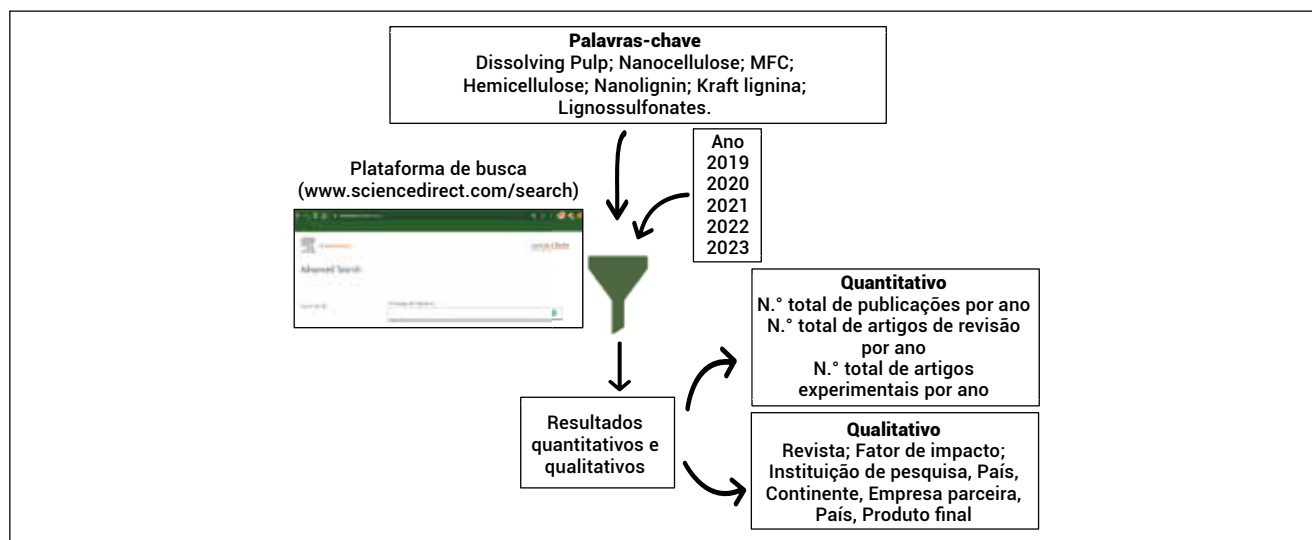 Palavras-chave
Dissolving Pulp; Nanocellulose; MFC;
Hemicellulose; Nanolignin; Kraft lignina;
Lignossulfonates.
Ano
2019
2020
2021
2022
2023
Plataforma de busca
(www.sciencedirect.com/search)
Advanced Search
Quantitativo
N.° total de publicações por ano
N.° total de artigos de revisão
por ano
N.° total de artigos
experimentais por ano
Resultados
quantitativos e
qualitativos
Qualitativo
Revista; Fator de impacto;
Instituição de pesquisa, País,
Continente, Empresa parceira,
País, Produto final